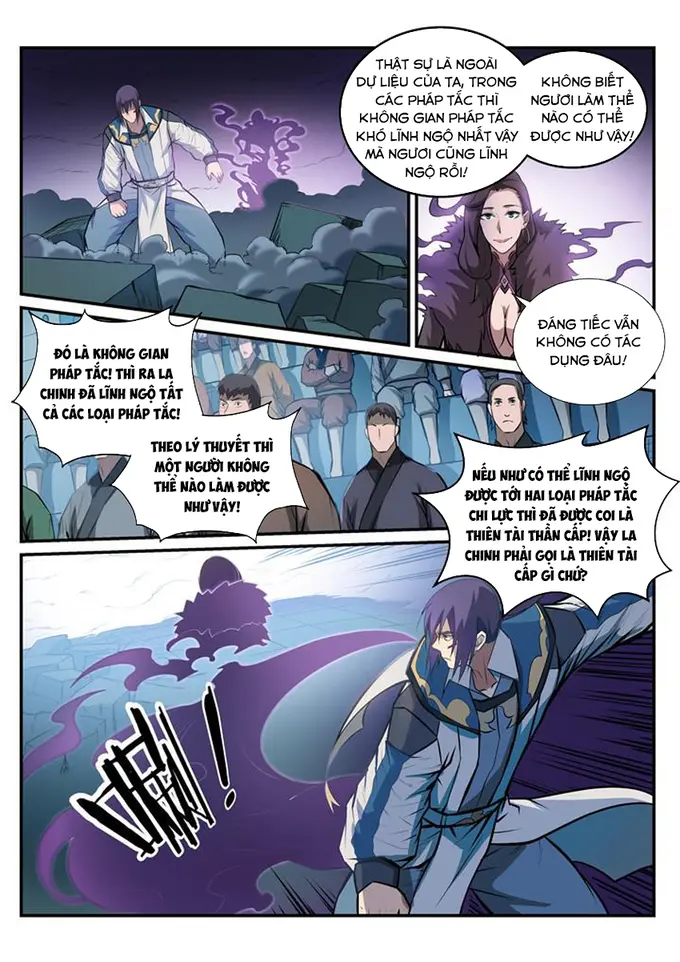 THẬT SỰ LÀ NGOÀI
DỰ LIỆU CỦA TA, TRONG
CÁC PHÁP TẮC THÌ
KHÔNG GIAN PHÁP TẮC
KHÓ LĨNH NGỘ NHẤT VẬY
MÀ NGƯƠI CŨNG LĨNH
NGỘ RỒI!
KHÔNG BIẾT
NGƯƠI LÀM THẾ
NÀO CÓ THỂ
ĐƯỢC NHƯ VẬY!
ĐÁNG TIẾC VẪN
KHÔNG CÓ TÁC
DỤNG ĐÂU!
ĐÓ LÀ KHÔNG GIAN
PHÁP TẮC! THÌ RA LA
CHINH ĐÃ LĨNH NGỘ TẤT
CẢ CÁC LOẠI PHÁP TẮC!
THEO LÝ THUYẾT THÌ
MỘT NGƯỜI KHÔNG
THỂ NÀO LÀM ĐƯỢC
NHƯ VẬY!
NẾU NHƯ CÓ THỂ LĨNH NGỘ
ĐƯỢC TỚI HAI LOẠI PHÁP TẮC
CHI LỰC THÌ ĐÃ ĐƯỢC COI LÀ
THIÊN TÀI THẦN CẤP! VẬY LA
CHINH PHẢI GỌI LÀ THIÊN TÀI
CẤP GÌ CHỨ?